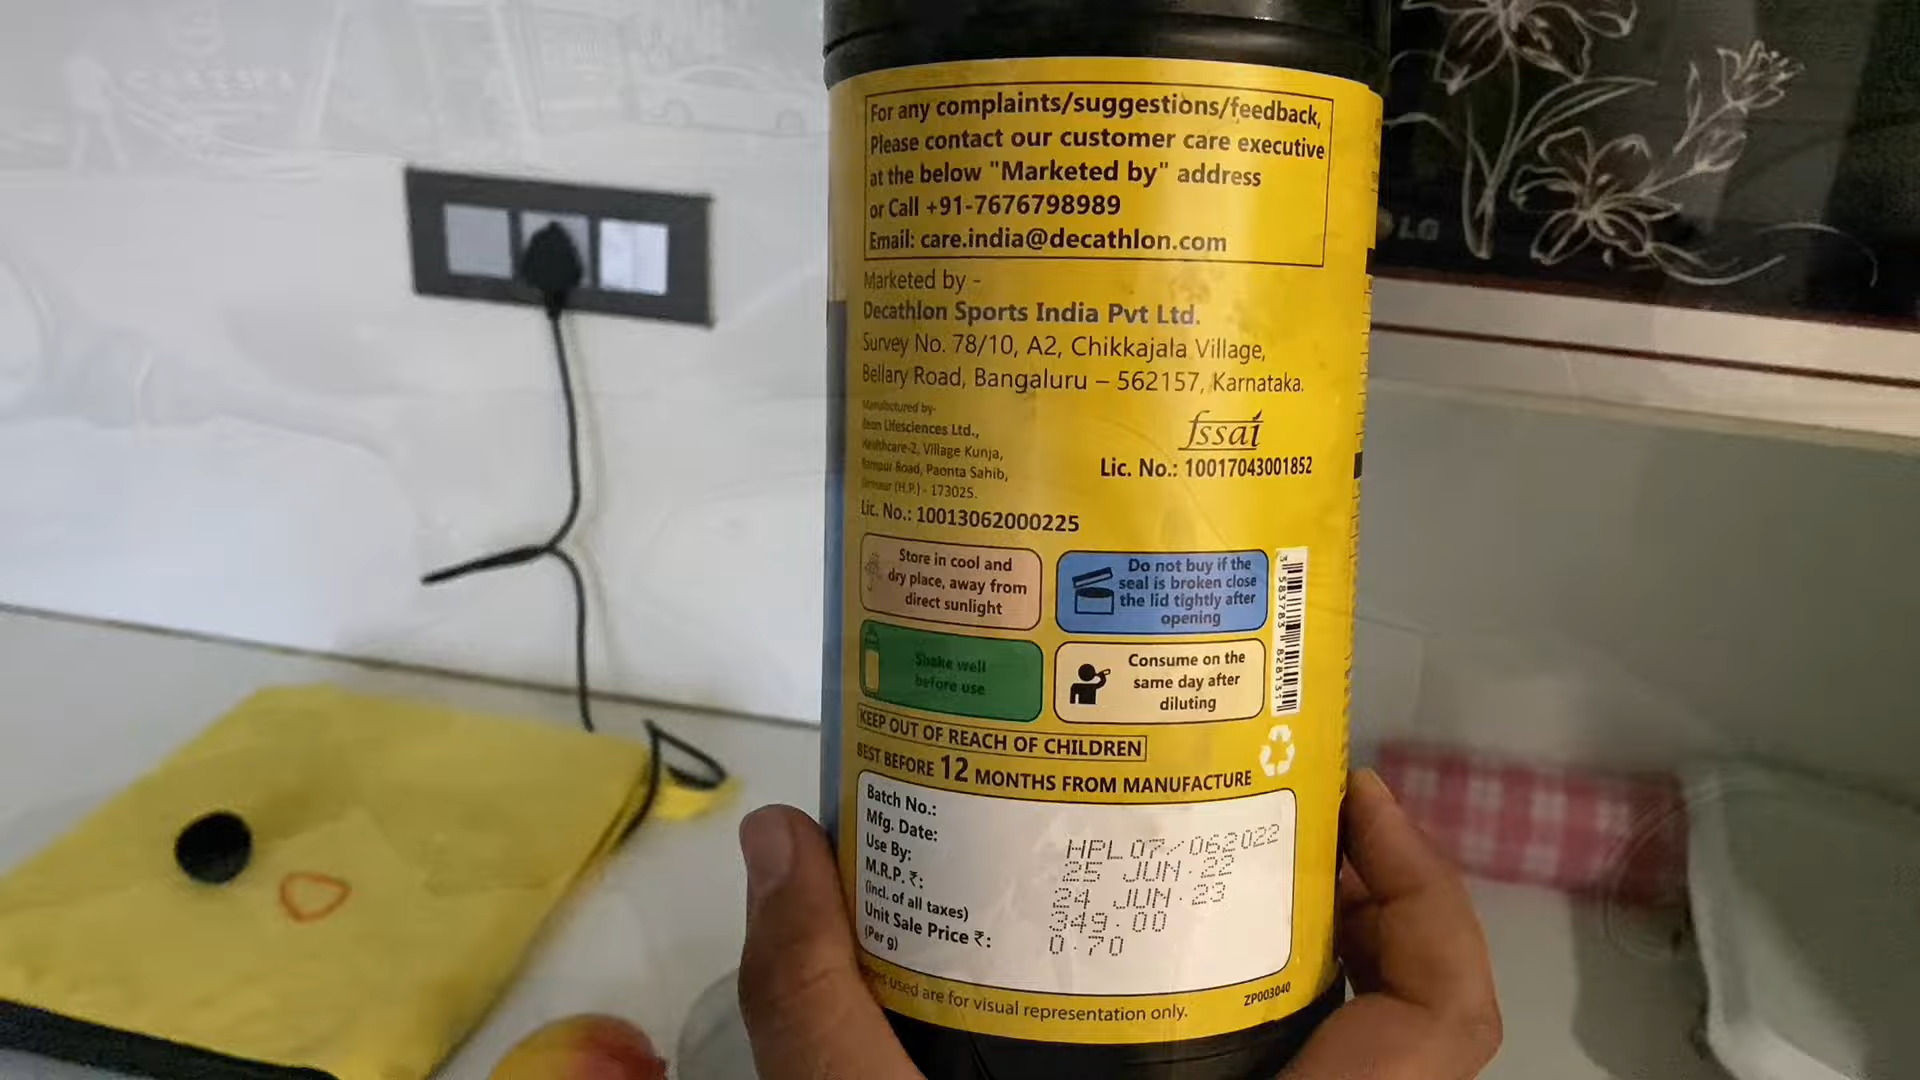 For any complaints/suggestions/feedback,
Please contact our customer care executive
at the below "Marketed by" address
or Call +91-7676798989
Email: care.india@decathlon.com
Marketed by -
Decathlon Sports India Pvt Ltd.
Survey No. 78/10, A2, Chikkajala Village,
Bellary Road, Bangaluru – 562157, Karnataka.
Manufactured by-
Lifesciences Ltd.,
Healthcare-2, Village Kunja,
Rampur Road, Paonta Sahib,
(H.P.) - 173025.
Lic. No.: 10013062000225
fssai
Lic. No.: 10017043001852
Store in cool and
dry place, away from
direct sunlight
Do not buy if the
seal is broken close
the lid tightly after
opening
Shake well
before use
Consume on the
same day after
diluting
3 583783 828131
KEEP OUT OF REACH OF CHILDREN
BEST BEFORE 12 MONTHS FROM MANUFACTURE
Batch No.: HPL07/062022
Mfg. Date: 25 JUN.22
Use By: 24 JUN.23
M.R.P. ₹: 349.00
(incl. of all taxes)
Unit Sale Price ₹: 0.70
(Per g)
used are for visual representation only.
ZP003040
LG